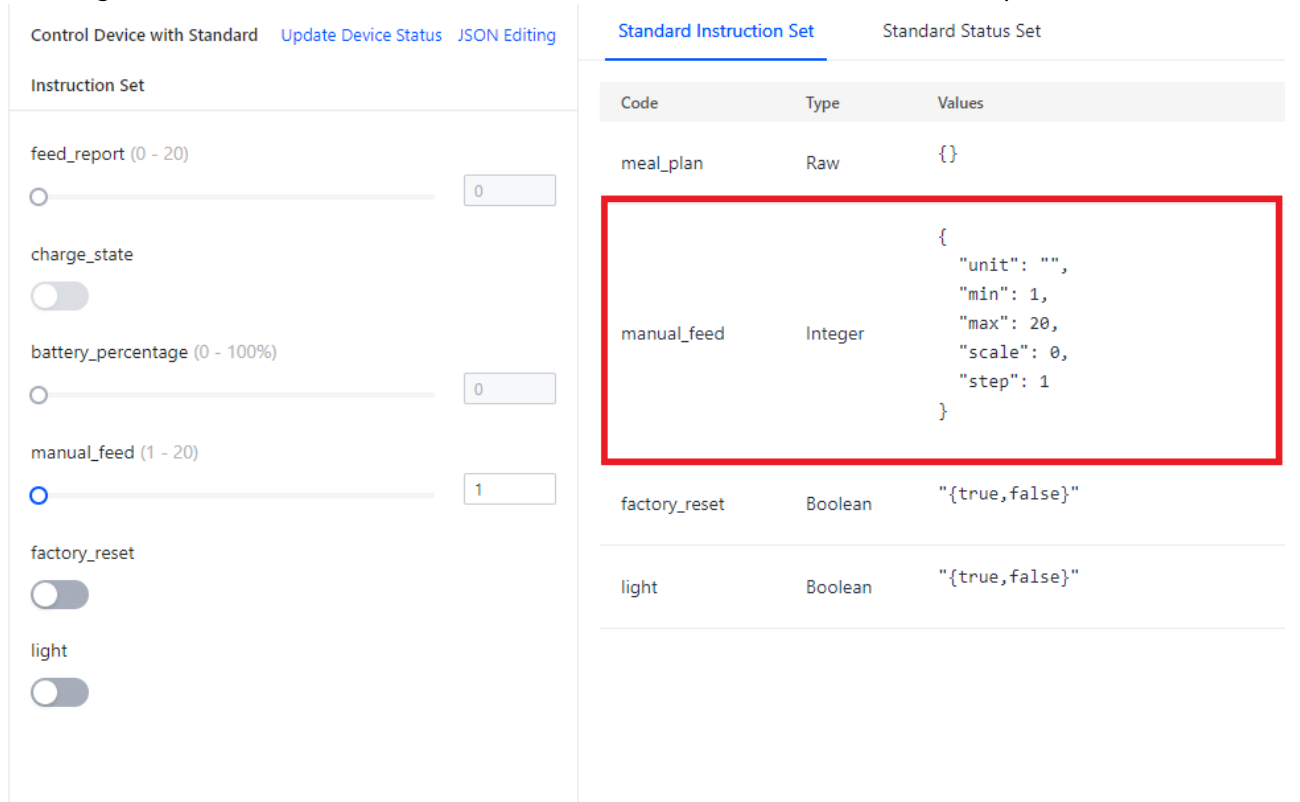 Control Device with Standard Update Device Status JSON Editing
Instruction Set
feed_report (0 - 20)
0
charge_state
battery_percentage (0 - 100%)
0
manual_feed (1 - 20)
1
factory_reset
light
Standard Instruction Set Standard Status Set
Code Type Values
meal_plan Raw {}
manual_feed Integer
{
"unit": "",
"min": 1,
"max": 20,
"scale": 0,
"step": 1
}
factory_reset Boolean "{true,false}"
light Boolean "{true,false}"